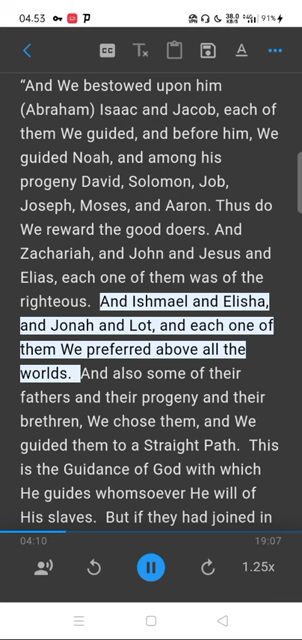 04.53
38.0
KB/S
4G
91%
CC
“And We bestowed upon him
(Abraham) Isaac and Jacob, each of
them We guided, and before him, We
guided Noah, and among his
progeny David, Solomon, Job,
Joseph, Moses, and Aaron. Thus do
We reward the good doers. And
Zachariah, and John and Jesus and
Elias, each one of them was of the
righteous.  And Ishmael and Elisha,
and Jonah and Lot, and each one of
them We preferred above all the
worlds.  And also some of their
fathers and their progeny and their
brethren, We chose them, and We
guided them to a Straight Path.  This
is the Guidance of God with which
He guides whomsoever He will of
His slaves.  But if they had joined in
04:10
19:07
1.25x